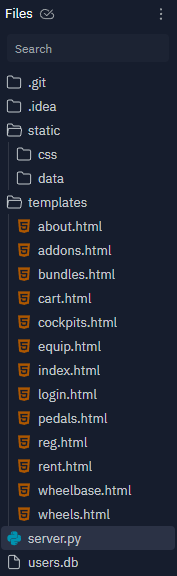 Files
Search
.git
.idea
static
css
data
templates
about.html
addons.html
bundles.html
cart.html
cockpits.html
equip.html
index.html
login.html
pedals.html
reg.html
rent.html
wheelbase.html
wheels.html
server.py
users.db